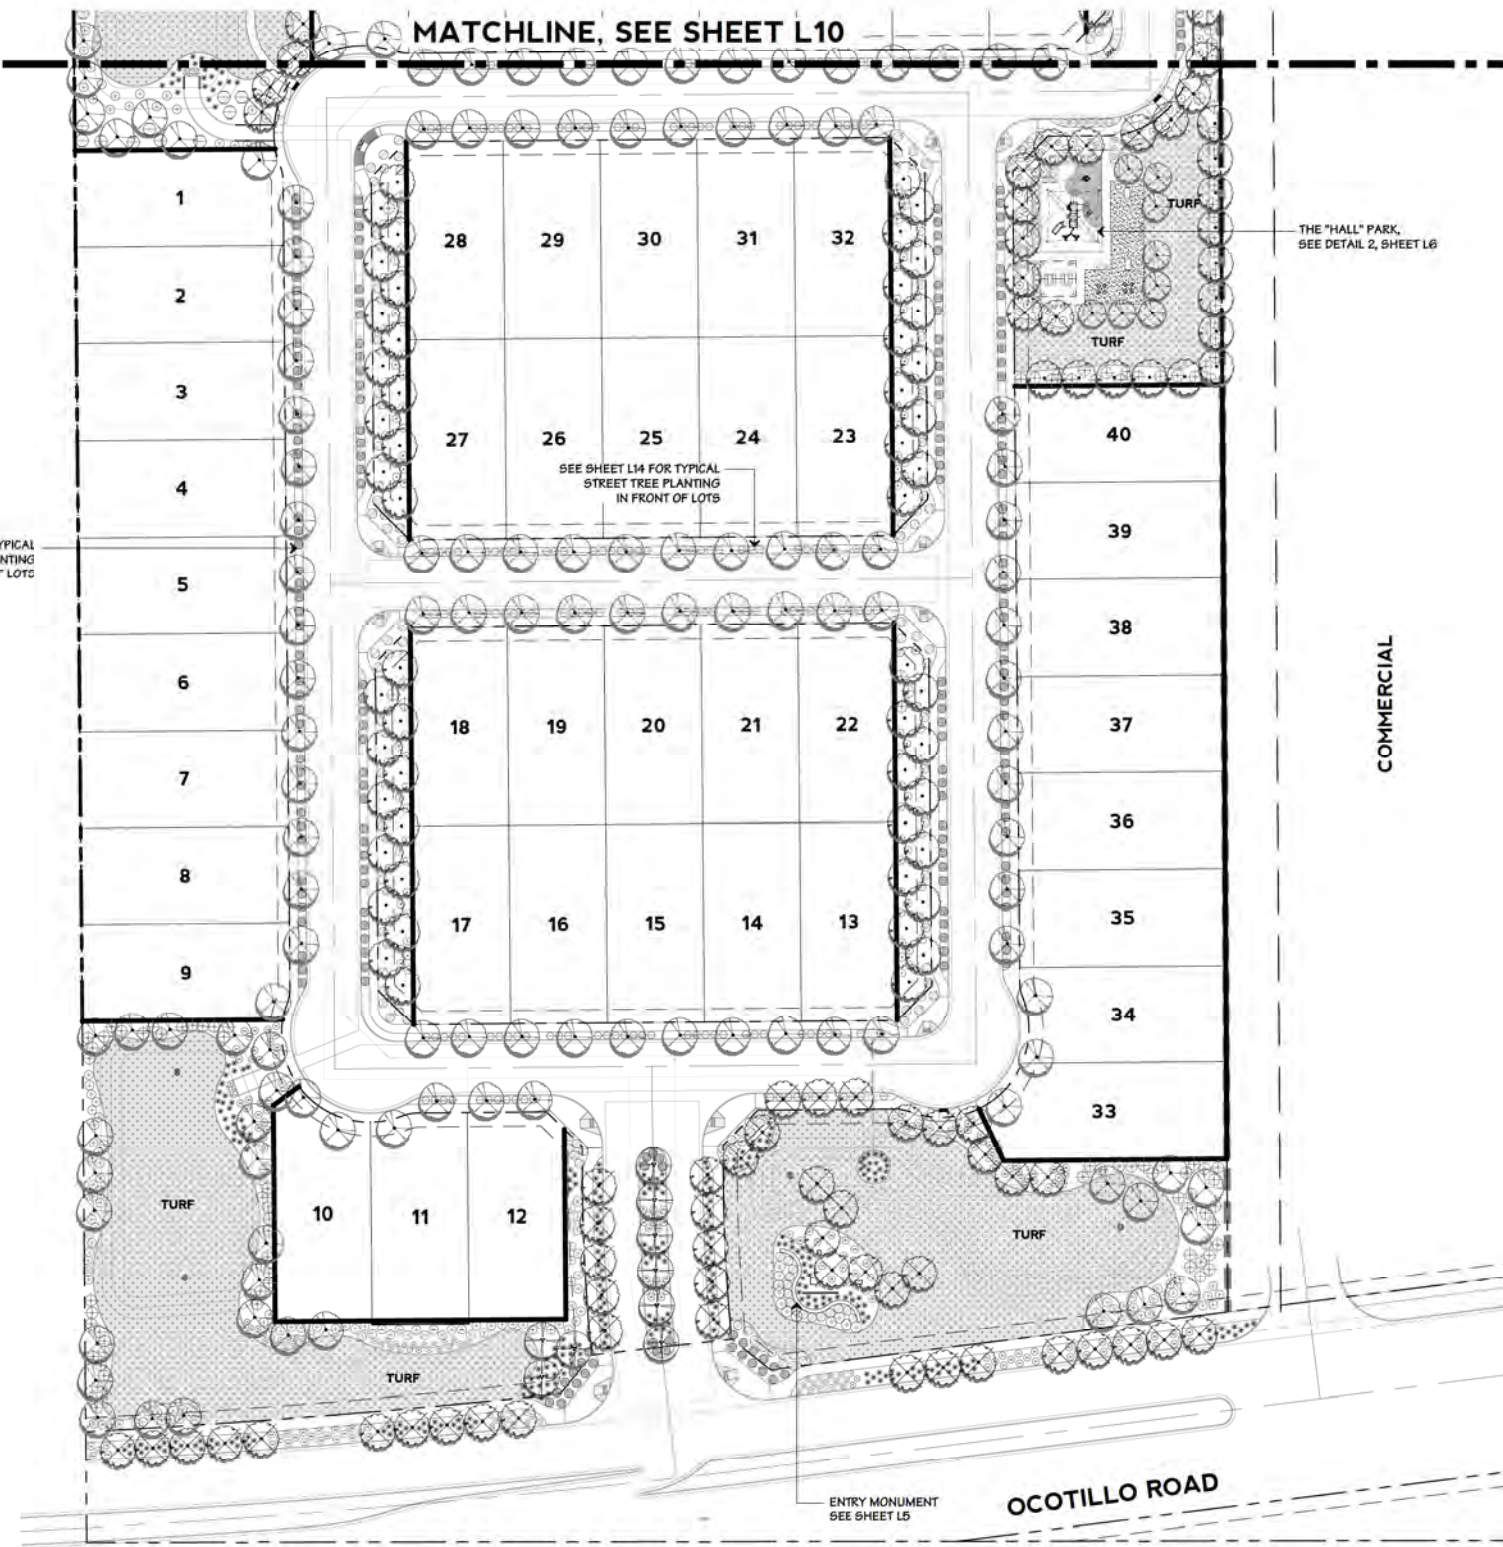 MATCHLINE, SEE SHEET L10
1
2
3
4
5
6
7
8
9
28 29 30 31 32
27 26 25 24 23
SEE SHEET L14 FOR TYPICAL
STREET TREE PLANTING
IN FRONT OF LOTS
YPICAL
NTING
F LOTS
18 19 20 21 22
17 16 15 14 13
TURF
TURF
THE "HALL" PARK,
SEE DETAIL 2, SHEET L6
40
39
38
37
36
35
34
33
COMMERCIAL
TURF
10 11 12
TURF
TURF
ENTRY MONUMENT
SEE SHEET L5
OCOTILLO ROAD